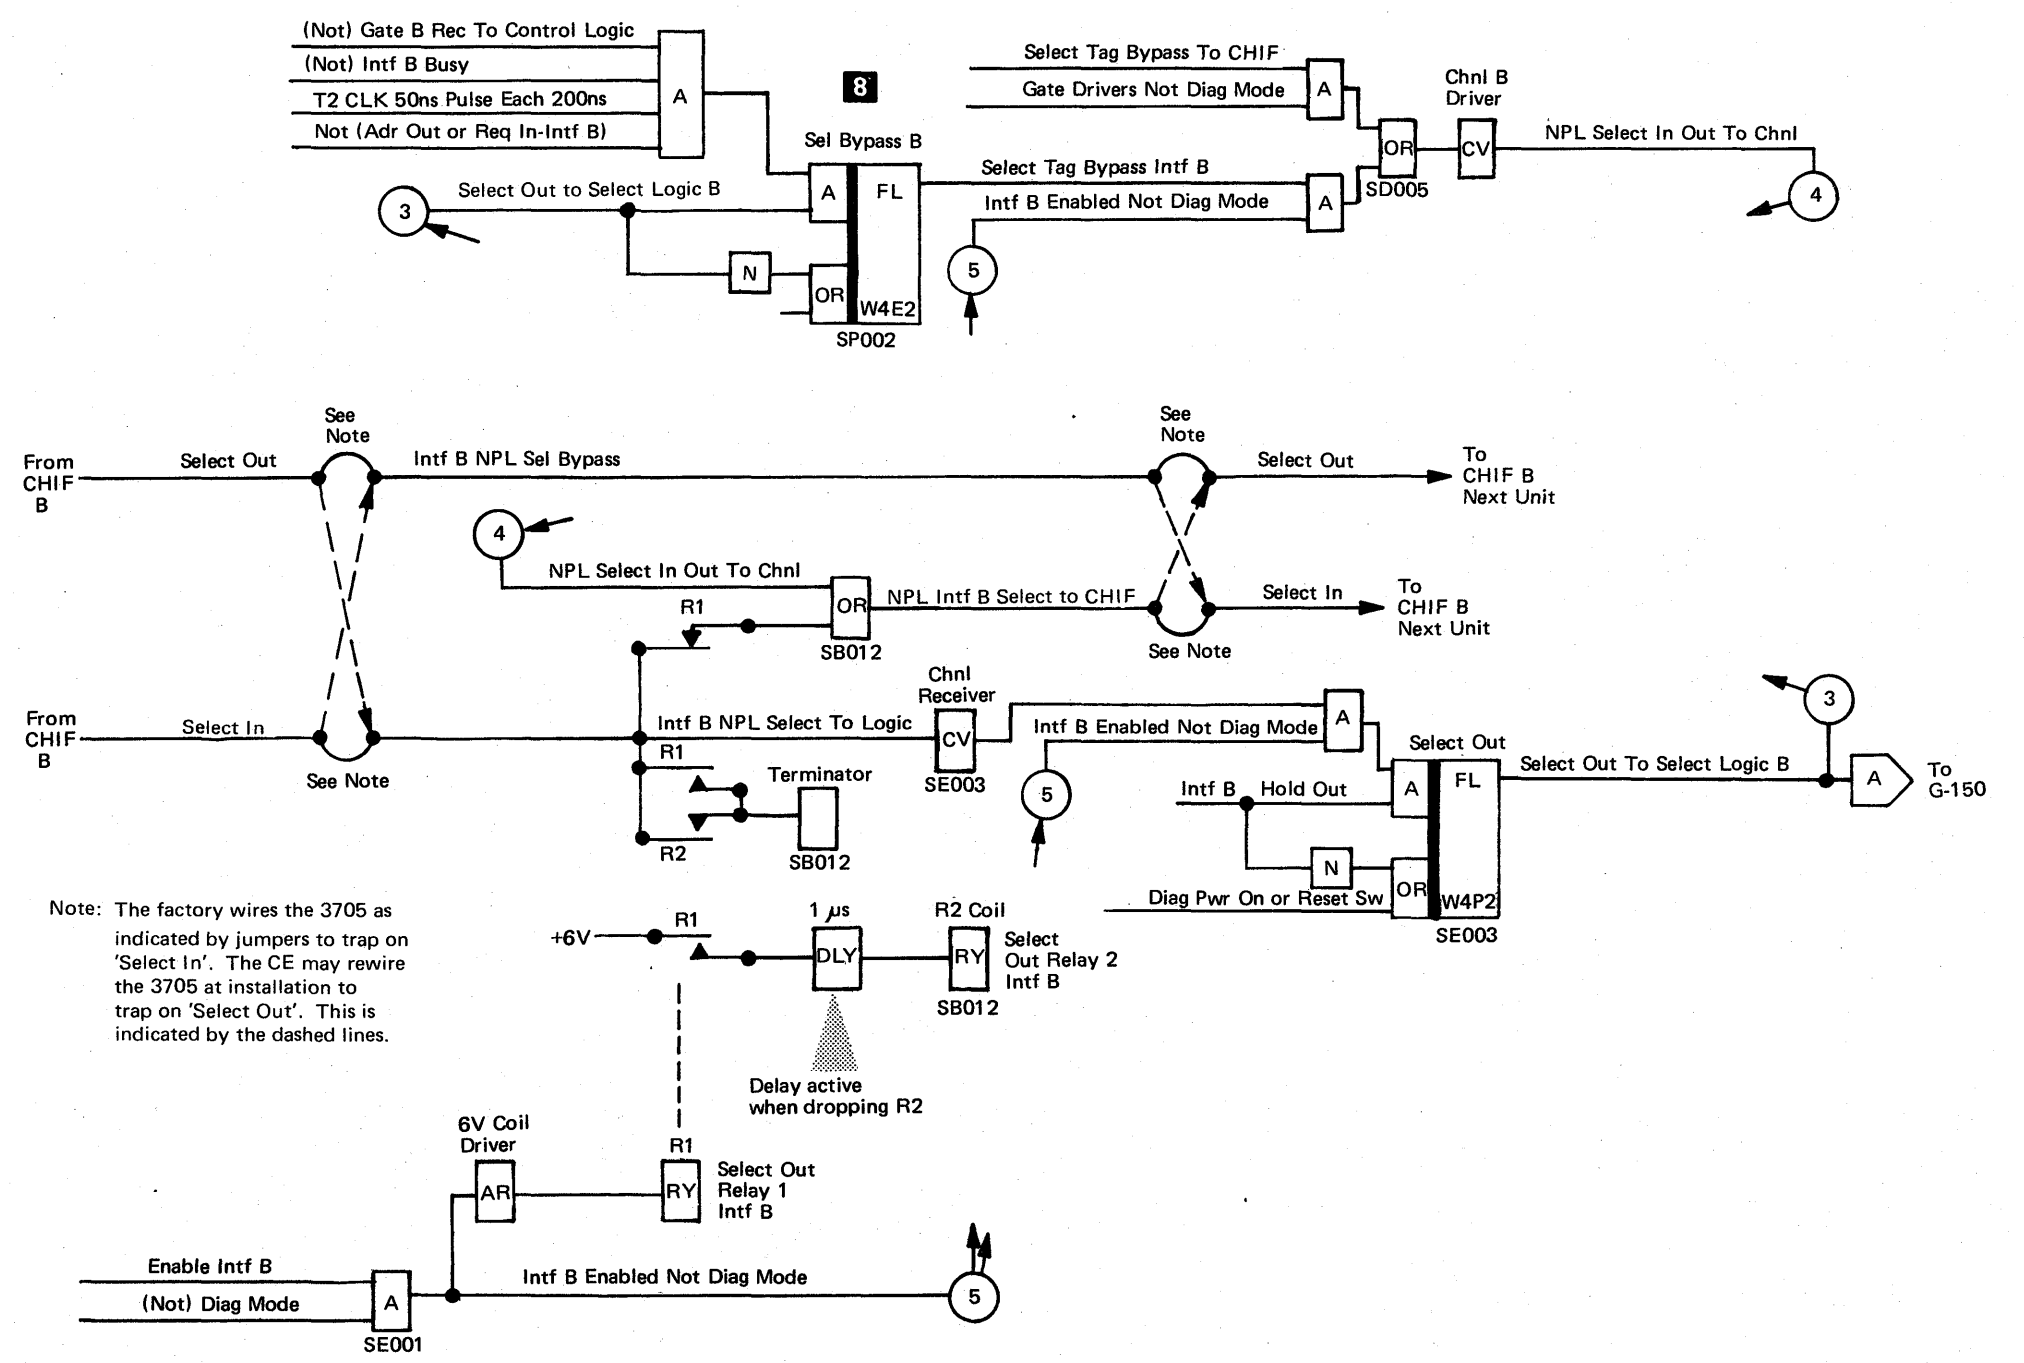 (Not) Gate B Rec To Control Logic
(Not) Intf B Busy
T2 CLK 50ns Pulse Each 200ns
Not (Adr Out or Req In-Intf B)
A
8
Sel Bypass B
Select Out to Select Logic B
3
A
FL
N
OR
W4E2
SP002
Select Tag Bypass To CHIF
Gate Drivers Not Diag Mode
A
Chnl B
Driver
OR
CV
NPL Select In Out To Chnl
SD005
4
Select Tag Bypass Intf B
Intf B Enabled Not Diag Mode
A
5
From
CHIF
B
Select Out
See
Note
Intf B NPL Sel Bypass
See
Note
Select Out
To
CHIF B
Next Unit
4
NPL Select In Out To Chnl
R1
OR
SB012
NPL Intf B Select to CHIF
Select In
To
CHIF B
Next Unit
See Note
From
CHIF
B
Select In
See Note
Intf B NPL Select To Logic
R1
R2
Terminator
SB012
Chnl
Receiver
CV
SE003
Intf B Enabled Not Diag Mode
A
5
Select Out
Intf B Hold Out
A
FL
N
OR
Diag Pwr On or Reset Sw
W4P2
SE003
Select Out To Select Logic B
3
A
To
G-150
Note: The factory wires the 3705 as
indicated by jumpers to trap on
'Select In'. The CE may rewire
the 3705 at installation to
trap on 'Select Out'. This is
indicated by the dashed lines.
+6V
R1
1 μs
DLY
R2 Coil
RY
SB012
Select
Out Relay 2
Intf B
Delay active
when dropping R2
6V Coil
Driver
AR
R1
RY
Select Out
Relay 1
Intf B
Enable Intf B
(Not) Diag Mode
A
SE001
Intf B Enabled Not Diag Mode
5